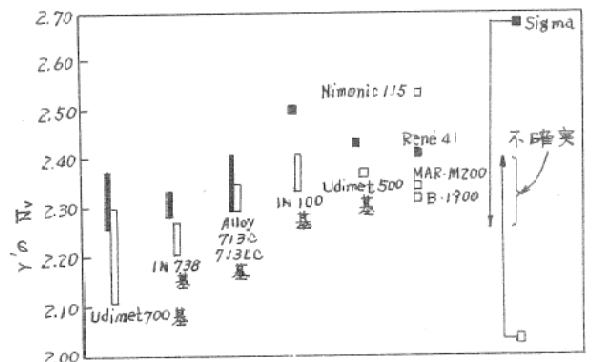 2.70
2.60
2.50
2.40
2.30
2.20
2.10
2.00
γ's N̄v
Sigma
Nimonic 115
René 41
不確実
MAR-M200
B-1900
Udimet 500
基
IN 100
基
Alloy
713C
713LC
基
IN 738
基
Udimet 700 基